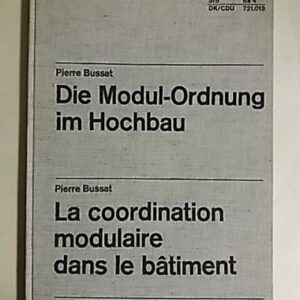 DK/CDU 721.013
Pierre Bussat
Die Modul-Ordnung
im Hochbau
Pierre Bussat
La coordination
modulaire
dans le bâtiment